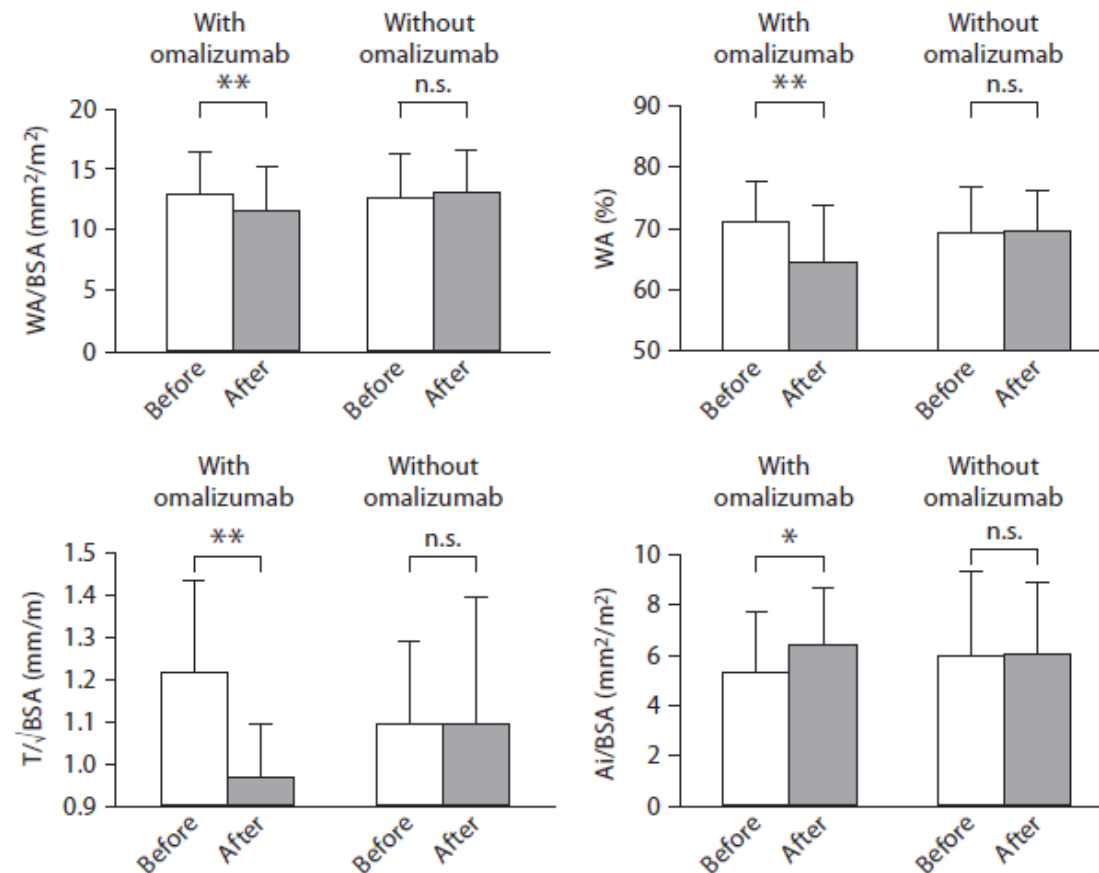 With omalizumab
Without omalizumab
**
n.s.
WA/BSA (mm²/m²)
20
15
10
5
0
Before
After
Before
After
With omalizumab
Without omalizumab
**
n.s.
WA (%)
90
80
70
60
50
Before
After
Before
After
With omalizumab
Without omalizumab
**
n.s.
T/√BSA (mm/m)
1.5
1.4
1.3
1.2
1.1
1.0
0.9
Before
After
Before
After
With omalizumab
Without omalizumab
*
n.s.
Ai/BSA (mm²/m²)
10
8
6
4
2
0
Before
After
Before
After